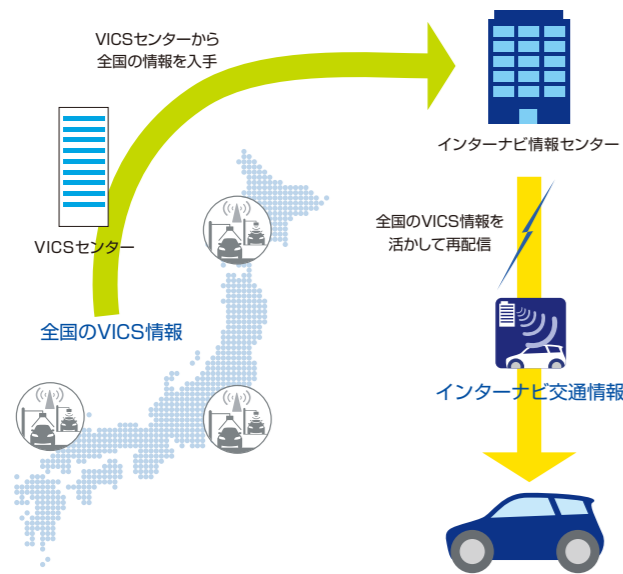 VICSセンターから
全国の情報を入手
インターナビ情報センター
VICSセンター
全国のVICS情報を
活かして再配信
全国のVICS情報
インターナビ交通情報